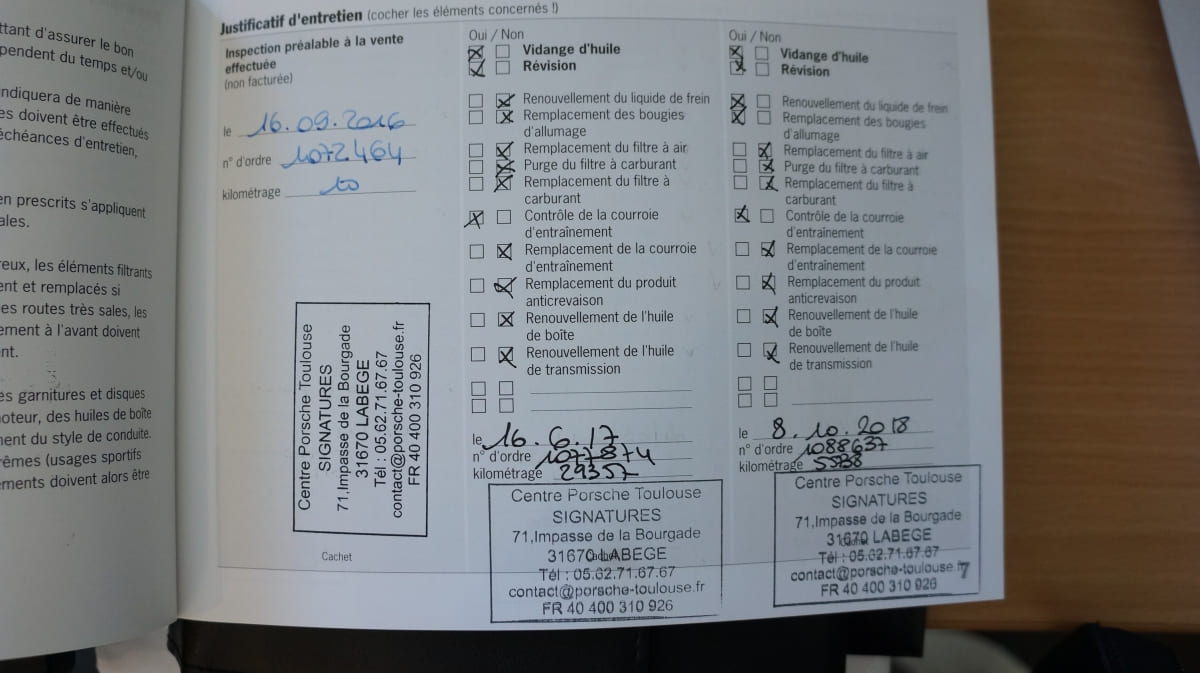 ttant d'assurer le bon
pendent du temps et/ou
ndiquera de manière
es doivent être effectués
échéances d'entretien,
en prescrits s'appliquent
ales.
eux, les éléments filtrants
ent et remplacés si
es routes très sales, les
ement à l'avant doivent
nt.
es garnitures et disques
oteur, des huiles de boîte
ent du style de conduite.
êmes (usages sportifs
ments doivent alors être
Justificatif d'entretien (cocher les éléments concernés !)
Inspection préalable à la vente
effectuée
(non facturée)
le 16.09.2016
n° d'ordre 1072464
kilométrage 10
Centre Porsche Toulouse
SIGNATURES
71,Impasse de la Bourgade
31670 LABEGE
Tél : 05.62.71.67.67
contact@porsche-toulouse.fr
FR 40 400 310 926
Cachet
Oui / Non
Vidange d'huile
Révision
Renouvellement du liquide de frein
Remplacement des bougies
d'allumage
Remplacement du filtre à air
Purge du filtre à carburant
Remplacement du filtre à
carburant
Contrôle de la courroie
d'entraînement
Remplacement de la courroie
d'entraînement
Remplacement du produit
anticrevaison
Renouvellement de l'huile
de boîte
Renouvellement de l'huile
de transmission
le 16.6.17
n° d'ordre 1077874
kilométrage 29357
Centre Porsche Toulouse
SIGNATURES
71,Impasse de la Bourgade
31670 LABEGE
Tél : 05.62.71.67.67
contact@porsche-toulouse.fr
FR 40 400 310 926
Oui / Non
Vidange d'huile
Révision
Renouvellement du liquide de frein
Remplacement des bougies
d'allumage
Remplacement du filtre à air
Purge du filtre à carburant
Remplacement du filtre à
carburant
Contrôle de la courroie
d'entraînement
Remplacement de la courroie
d'entraînement
Remplacement du produit
anticrevaison
Renouvellement de l'huile
de boîte
Renouvellement de l'huile
de transmission
le 8.10.2018
n° d'ordre 1088637
kilométrage
Centre Porsche Toulouse
SIGNATURES
71,Impasse de la Bourgade
31670 LABEGE
Tél : 05.62.71.67.67
contact@porsche-toulouse.fr
FR 40 400 310 926
7